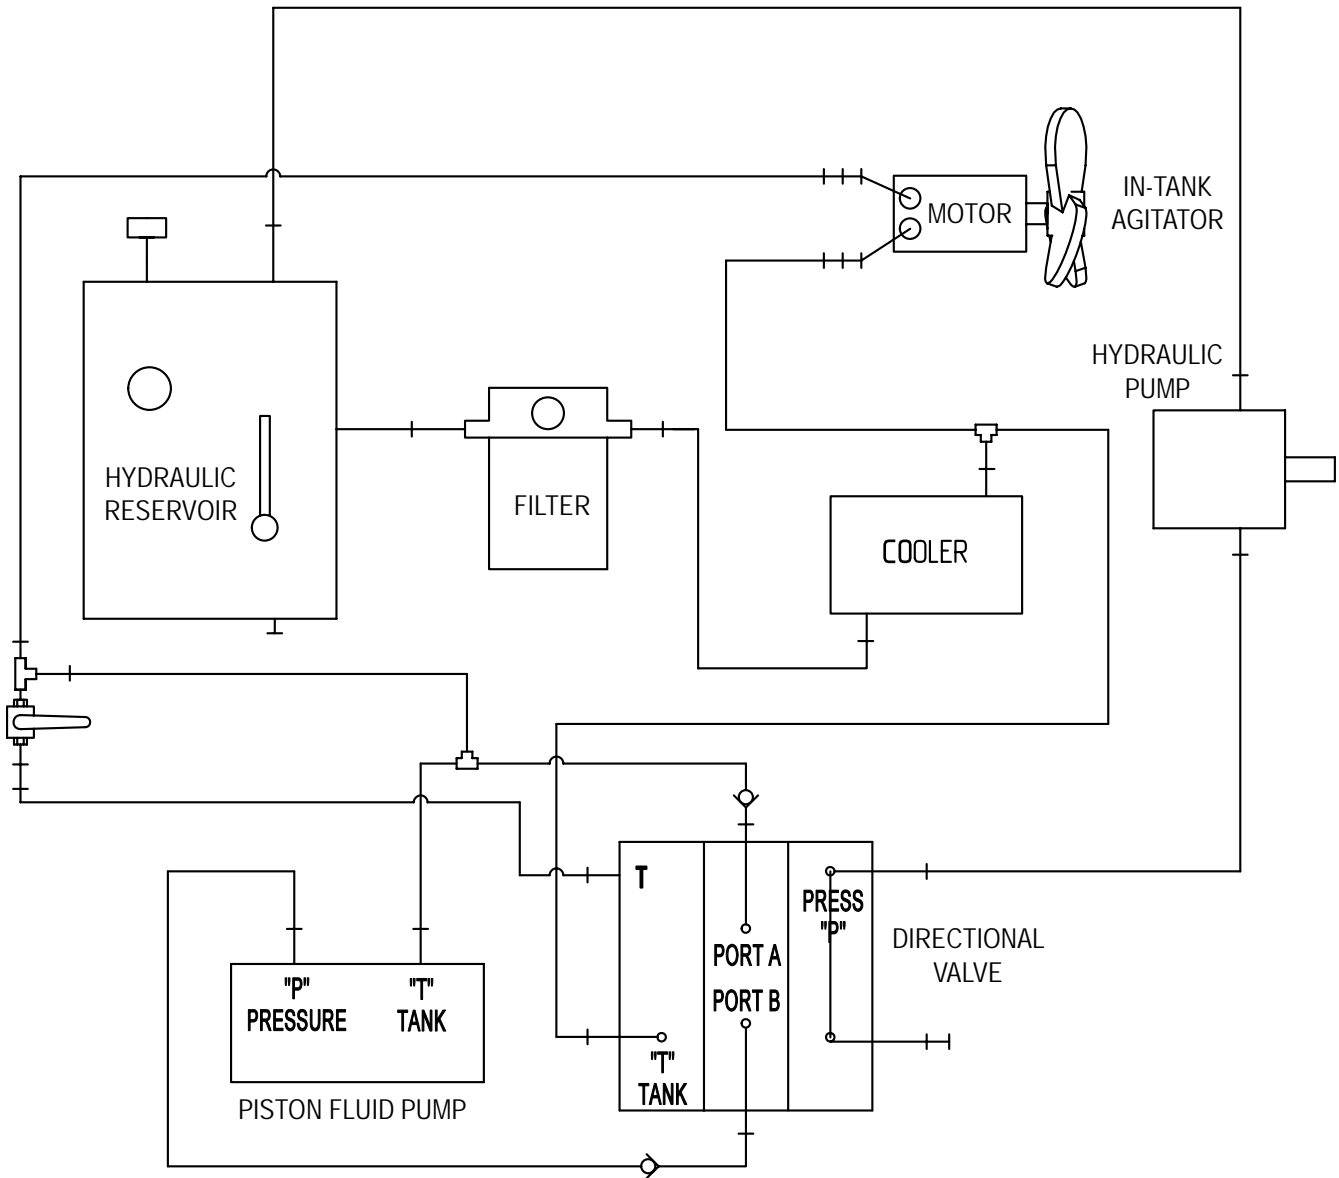 IN-TANK
AGITATOR
MOTOR
HYDRAULIC
PUMP
HYDRAULIC
RESERVOIR
FILTER
COOLER
T
PRESS
"P"
PORT A
PORT B
DIRECTIONAL
VALVE
"P"
PRESSURE
"T"
TANK
"T"
TANK
PISTON FLUID PUMP